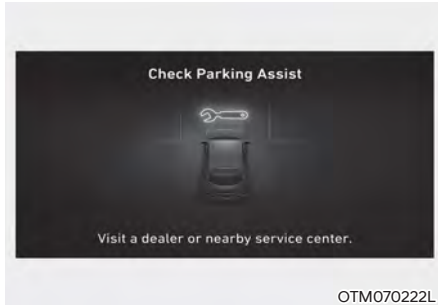 Check Parking Assist
Visit a dealer or nearby service center.
OTM070222L